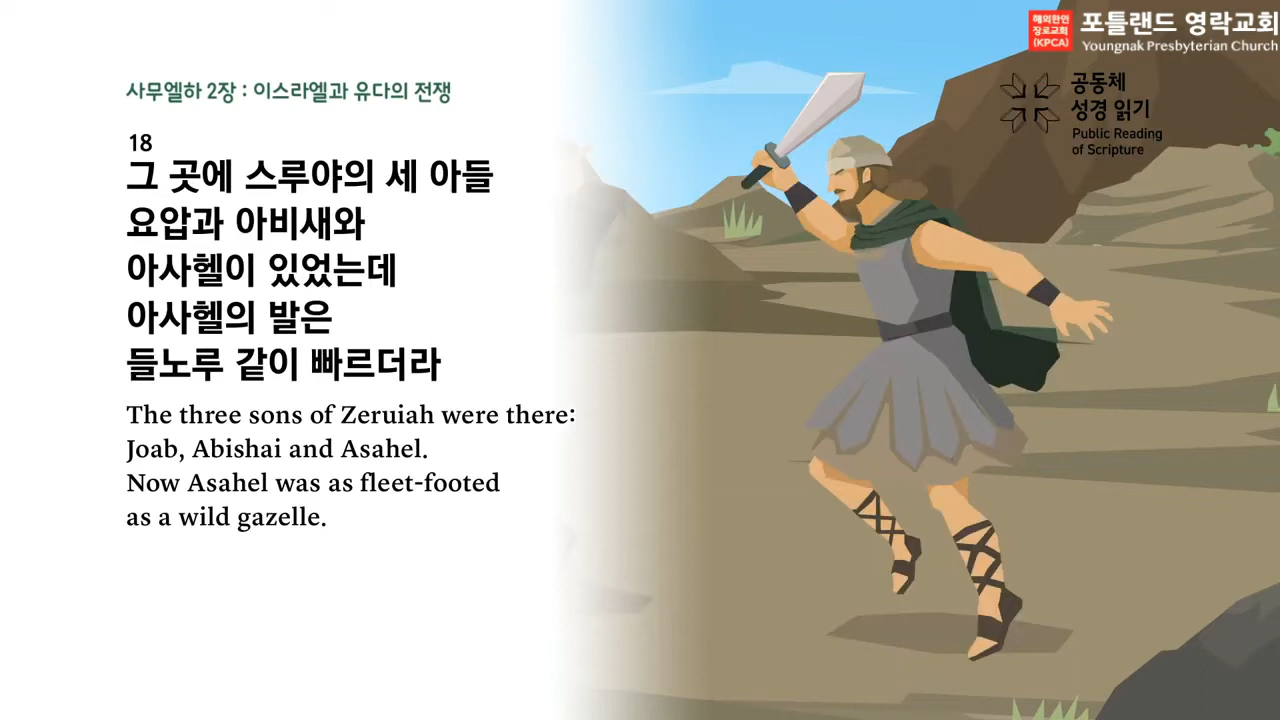 해외한인
장로교회
(KPCA)
포틀랜드 영락교회
Youngnak Presbyterian Church
공동체
성경 읽기
Public Reading
of Scripture
사무엘하 2장 : 이스라엘과 유다의 전쟁
18
그 곳에 스루야의 세 아들
요압과 아비새와
아사헬이 있었는데
아사헬의 발은
들노루 같이 빠르더라
The three sons of Zeruiah were there:
Joab, Abishai and Asahel.
Now Asahel was as fleet-footed
as a wild gazelle.